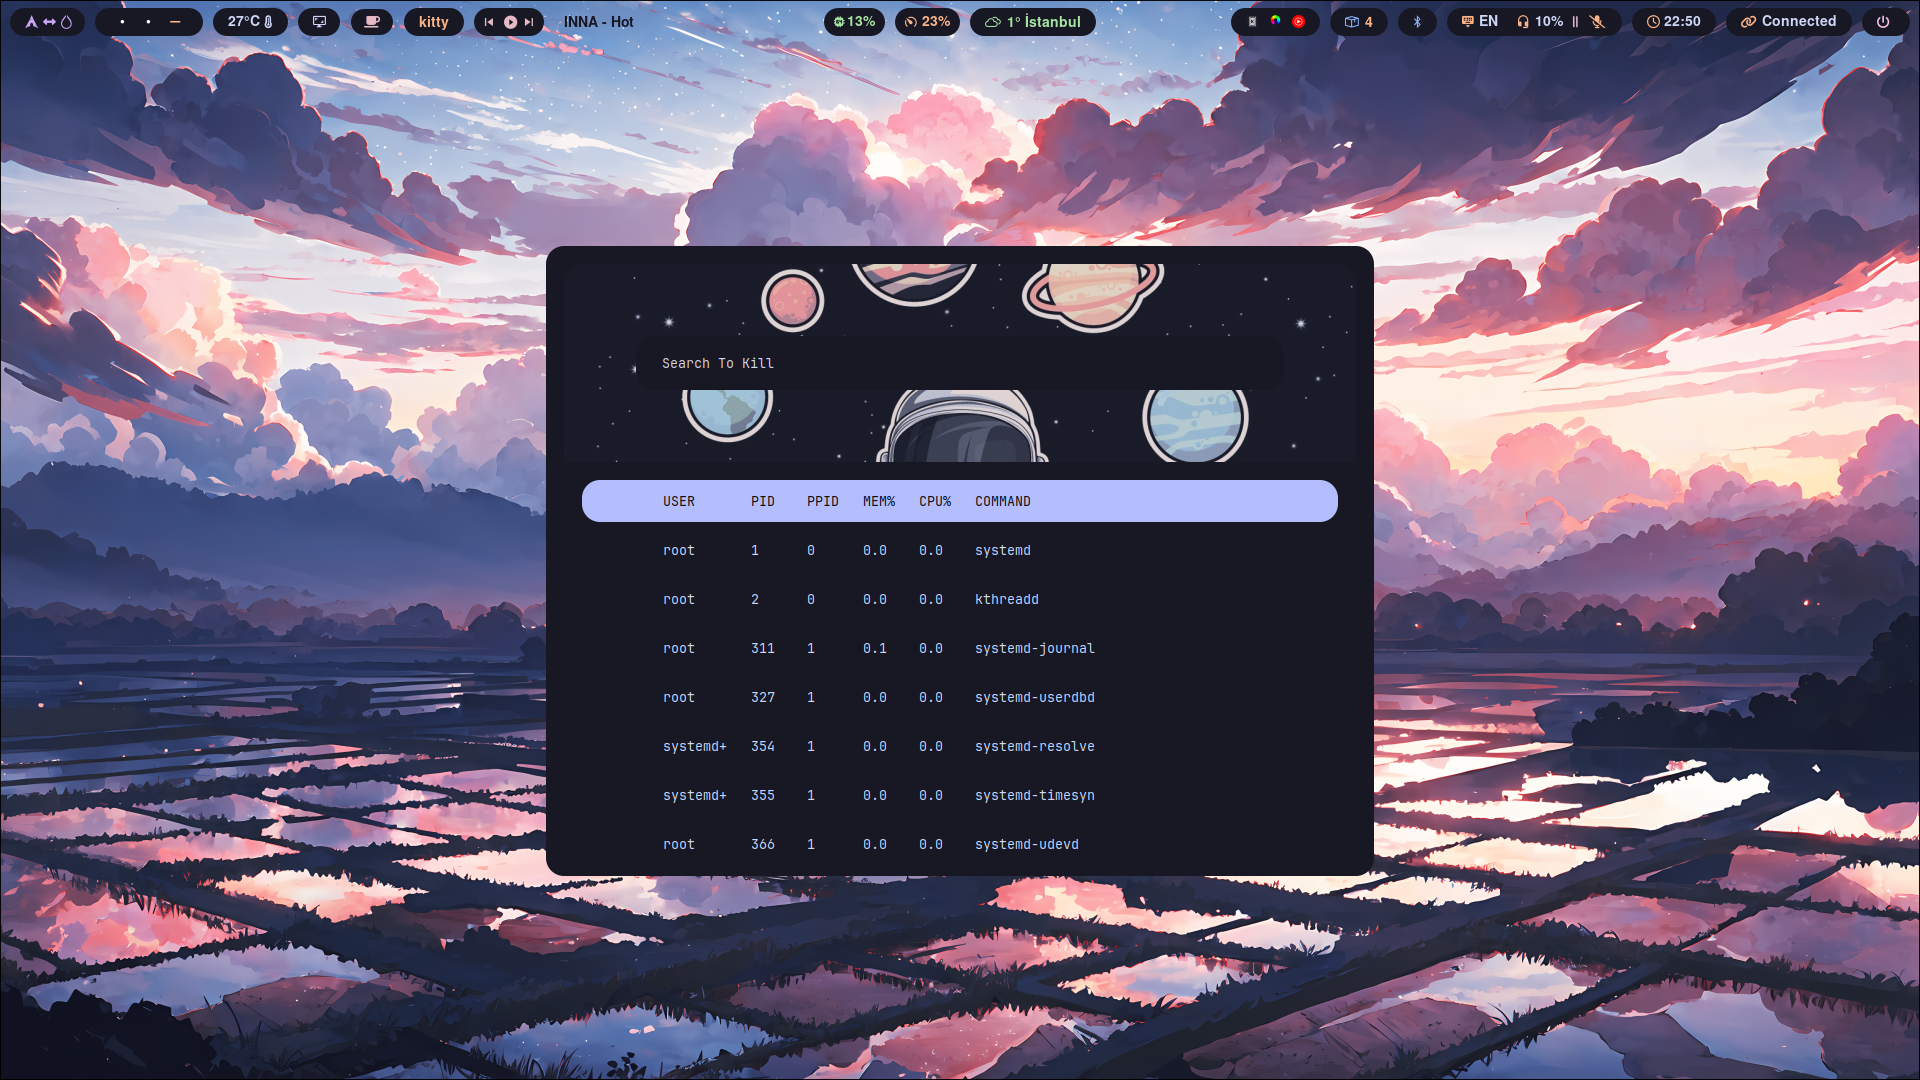 27°C kitty INNA - Hot 13% 23% 1° İstanbul 4 EN 10% 22:50 Connected
Search To Kill
USER PID PPID MEM% CPU% COMMAND
root 1 0 0.0 0.0 systemd
root 2 0 0.0 0.0 kthreadd
root 311 1 0.1 0.0 systemd-journal
root 327 1 0.0 0.0 systemd-userdbd
systemd+ 354 1 0.0 0.0 systemd-resolve
systemd+ 355 1 0.0 0.0 systemd-timesyn
root 366 1 0.0 0.0 systemd-udevd